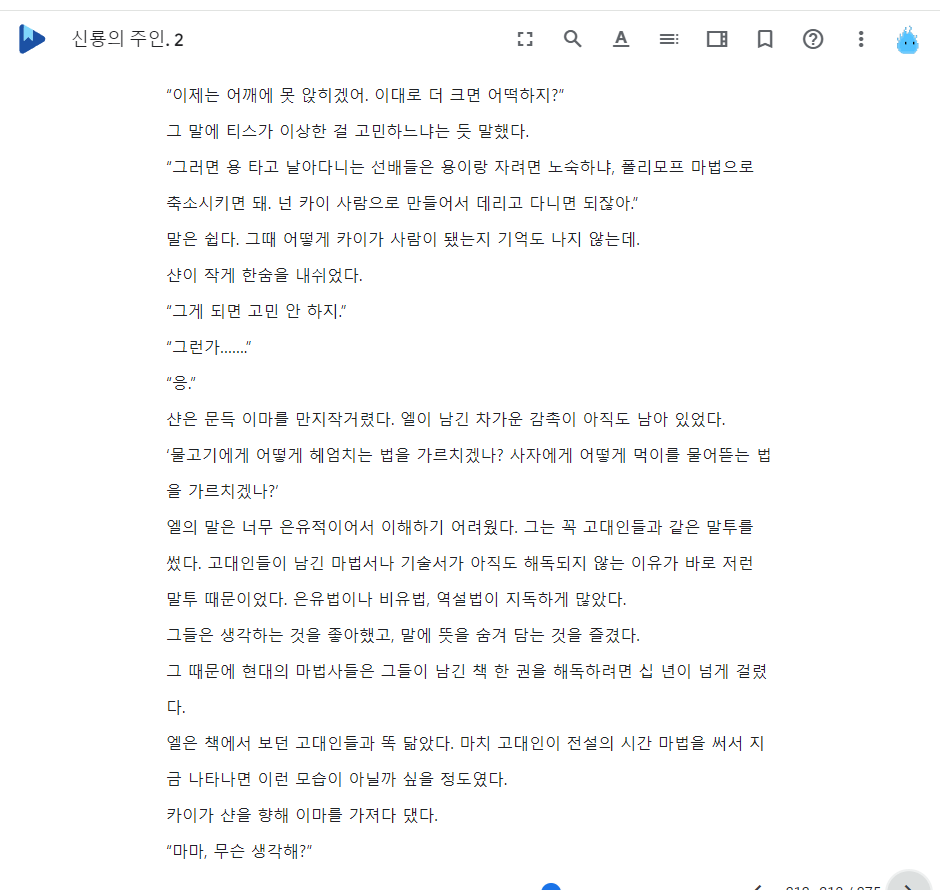 신룡의 주인. 2
“이제는 어깨에 못 앉히겠어. 이대로 더 크면 어떡하지?”
그 말에 티스가 이상한 걸 고민하느냐는 듯 말했다.
“그러면 용 타고 날아다니는 선배들은 용이랑 자려면 노숙하냐, 폴리모프 마법으로
축소시키면 돼. 넌 카이 사람으로 만들어서 데리고 다니면 되잖아.”
말은 쉽다. 그때 어떻게 카이가 사람이 됐는지 기억도 나지 않는데.
샨이 작게 한숨을 내쉬었다.
“그게 되면 고민 안 하지.”
“그런가…….”
“응.”
샨은 문득 이마를 만지작거렸다. 엘이 남긴 차가운 감촉이 아직도 남아 있었다.
‘물고기에게 어떻게 헤엄치는 법을 가르치겠나? 사자에게 어떻게 먹이를 물어뜯는 법
을 가르치겠나?’
엘의 말은 너무 은유적이어서 이해하기 어려웠다. 그는 꼭 고대인들과 같은 말투를
썼다. 고대인들이 남긴 마법서나 기술서가 아직도 해독되지 않는 이유가 바로 저런
말투 때문이었다. 은유법이나 비유법, 역설법이 지독하게 많았다.
그들은 생각하는 것을 좋아했고, 말에 뜻을 숨겨 담는 것을 즐겼다.
그 때문에 현대의 마법사들은 그들이 남긴 책 한 권을 해독하려면 십 년이 넘게 걸렸
다.
엘은 책에서 보던 고대인들과 똑 닮았다. 마치 고대인이 전설의 시간 마법을 써서 지
금 나타나면 이런 모습이 아닐까 싶을 정도였다.
카이가 샨을 향해 이마를 가져다 댔다.
“마마, 무슨 생각해?”